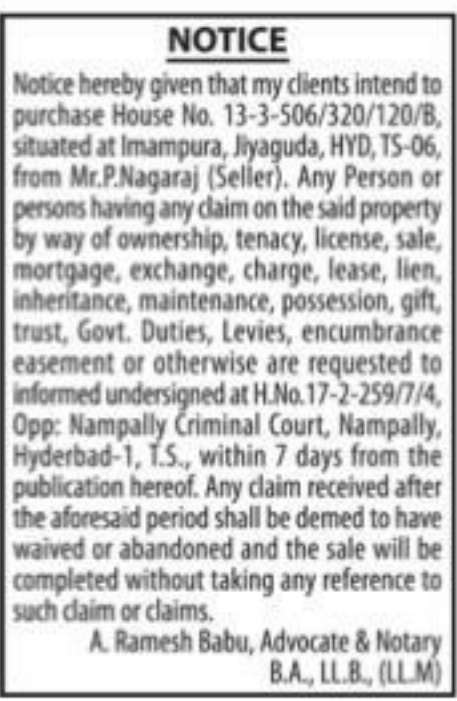 NOTICE
Notice hereby given that my clients intend to
purchase House No. 13-3-506/320/120/B,
situated at Imampura, Jiyaguda, HYD, TS-06,
from Mr.P.Nagaraj (Seller). Any Person or
persons having any claim on the said property
by way of ownership, tenacy, license, sale,
mortgage, exchange, charge, lease, lien,
inheritance, maintenance, possession, gift,
trust, Govt. Duties, Levies, encumbrance
easement or otherwise are requested to
informed undersigned at H.No.17-2-259/7/4,
Opp: Nampally Criminal Court, Nampally,
Hyderbad-1, T.S., within 7 days from the
publication hereof. Any claim received after
the aforesaid period shall be demed to have
waived or abandoned and the sale will be
completed without taking any reference to
such claim or claims.
A. Ramesh Babu, Advocate & Notary
B.A., LL.B., (LL.M)